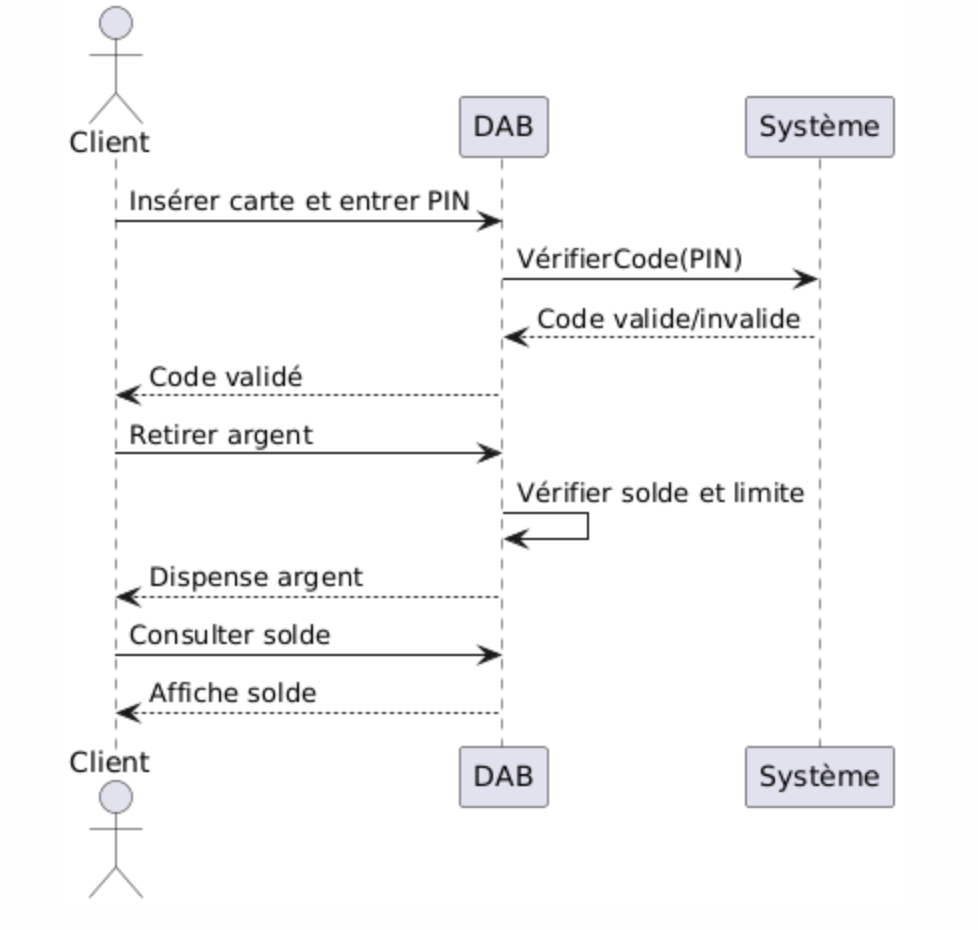 Client
DAB
Système
Insérer carte et entrer PIN
VérifierCode(PIN)
Code valide/invalide
Code validé
Retirer argent
Vérifier solde et limite
Dispense argent
Consulter solde
Affiche solde
Client
DAB
Système